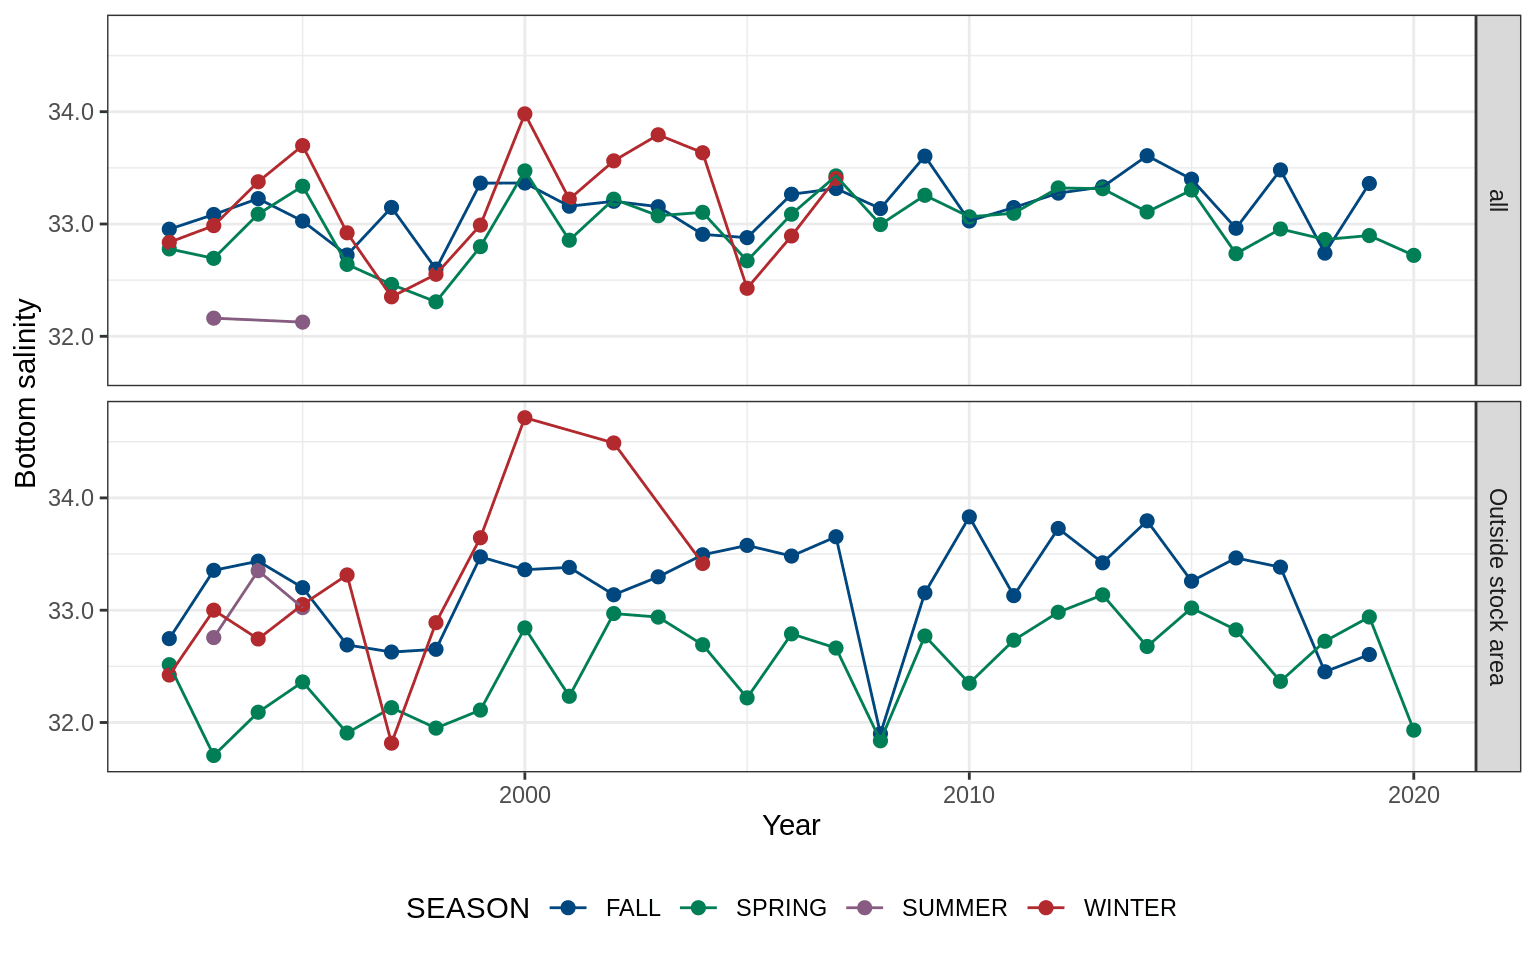 34.0
33.0
32.0
all
Bottom salinity
34.0
33.0
32.0
Outside stock area
2000 2010 2020
Year
SEASON FALL SPRING SUMMER WINTER